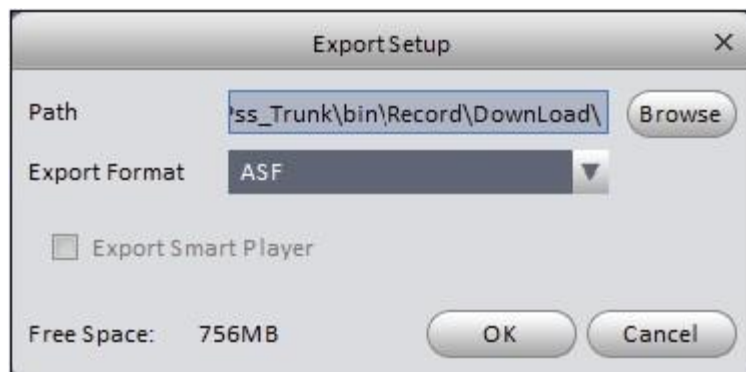 Export Setup
Path
ss_Trunk\bin\Record\DownLoad\
Browse
Export Format
ASF
Export Smart Player
Free Space: 756MB
OK
Cancel